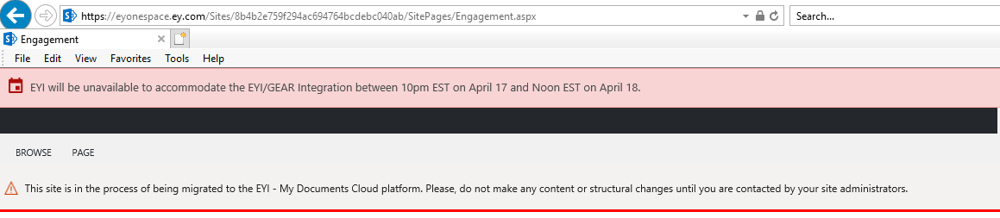 https://eyonespace.ey.com/Sites/8b4b2e759f294ac694764bcdebc040ab/SitePages/Engagement.aspx
Search...
Engagement
File Edit View Favorites Tools Help
EYI will be unavailable to accommodate the EYI/GEAR Integration between 10pm EST on April 17 and Noon EST on April 18.
BROWSE PAGE
This site is in the process of being migrated to the EYI - My Documents Cloud platform. Please, do not make any content or structural changes until you are contacted by your site administrators.